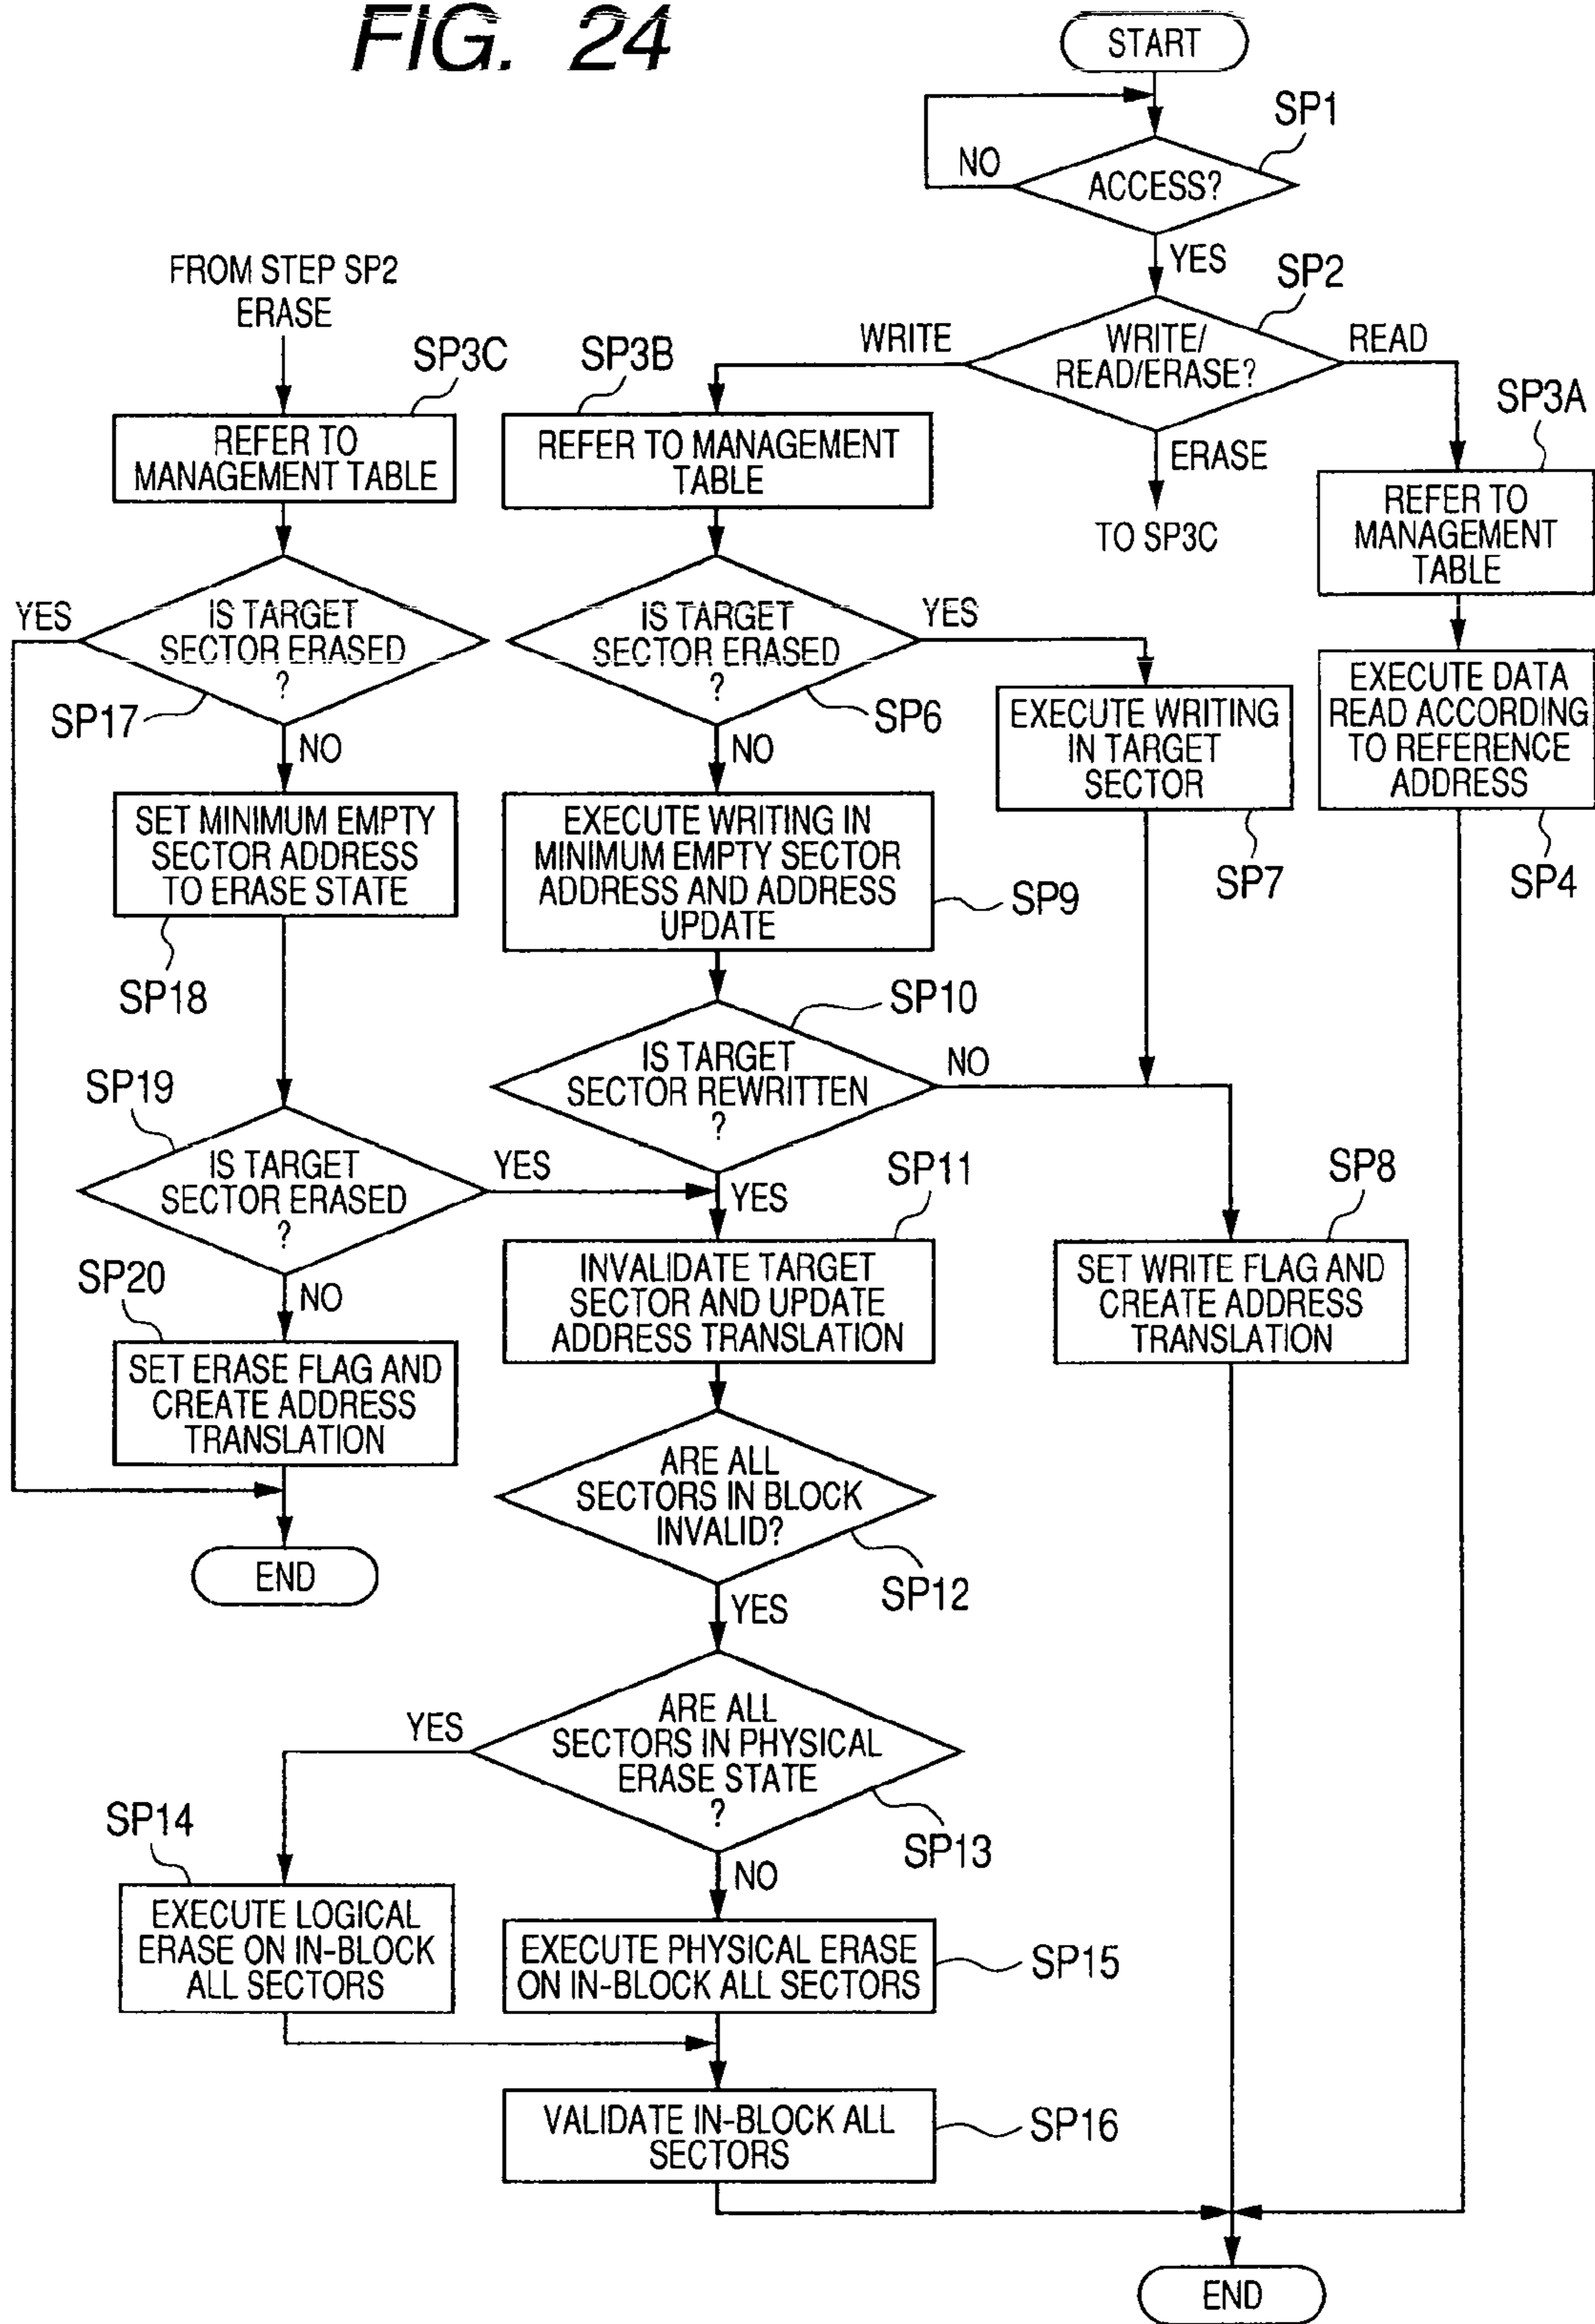 FIG. 24
START
SP1
NO
ACCESS?
YES
FROM STEP SP2
ERASE
SP2
WRITE
WRITE/
READ/ERASE?
READ
SP3C
SP3B
SP3A
REFER TO
MANAGEMENT TABLE
REFER TO MANAGEMENT
TABLE
ERASE
TO SP3C
REFER TO
MANAGEMENT
TABLE
YES
IS TARGET
SECTOR ERASED
?
SP17
NO
IS TARGET
SECTOR ERASED
?
YES
SP6
NO
EXECUTE WRITING
IN TARGET
SECTOR
SP7
EXECUTE DATA
READ ACCORDING
TO REFERENCE
ADDRESS
SP4
SET MINIMUM EMPTY
SECTOR ADDRESS
TO ERASE STATE
SP18
EXECUTE WRITING IN
MINIMUM EMPTY SECTOR
ADDRESS AND ADDRESS
UPDATE
SP9
SP10
IS TARGET
SECTOR REWRITTEN
?
NO
YES
SP19
IS TARGET
SECTOR ERASED
?
YES
NO
SP11
INVALIDATE TARGET
SECTOR AND UPDATE
ADDRESS TRANSLATION
SP8
SET WRITE FLAG AND
CREATE ADDRESS
TRANSLATION
SP20
SET ERASE FLAG AND
CREATE ADDRESS
TRANSLATION
END
ARE ALL
SECTORS IN BLOCK
INVALID?
SP12
YES
ARE ALL
SECTORS IN PHYSICAL
ERASE STATE
?
YES
SP13
NO
SP14
EXECUTE LOGICAL
ERASE ON IN-BLOCK
ALL SECTORS
EXECUTE PHYSICAL ERASE
ON IN-BLOCK ALL SECTORS
SP15
VALIDATE IN-BLOCK ALL
SECTORS
SP16
END